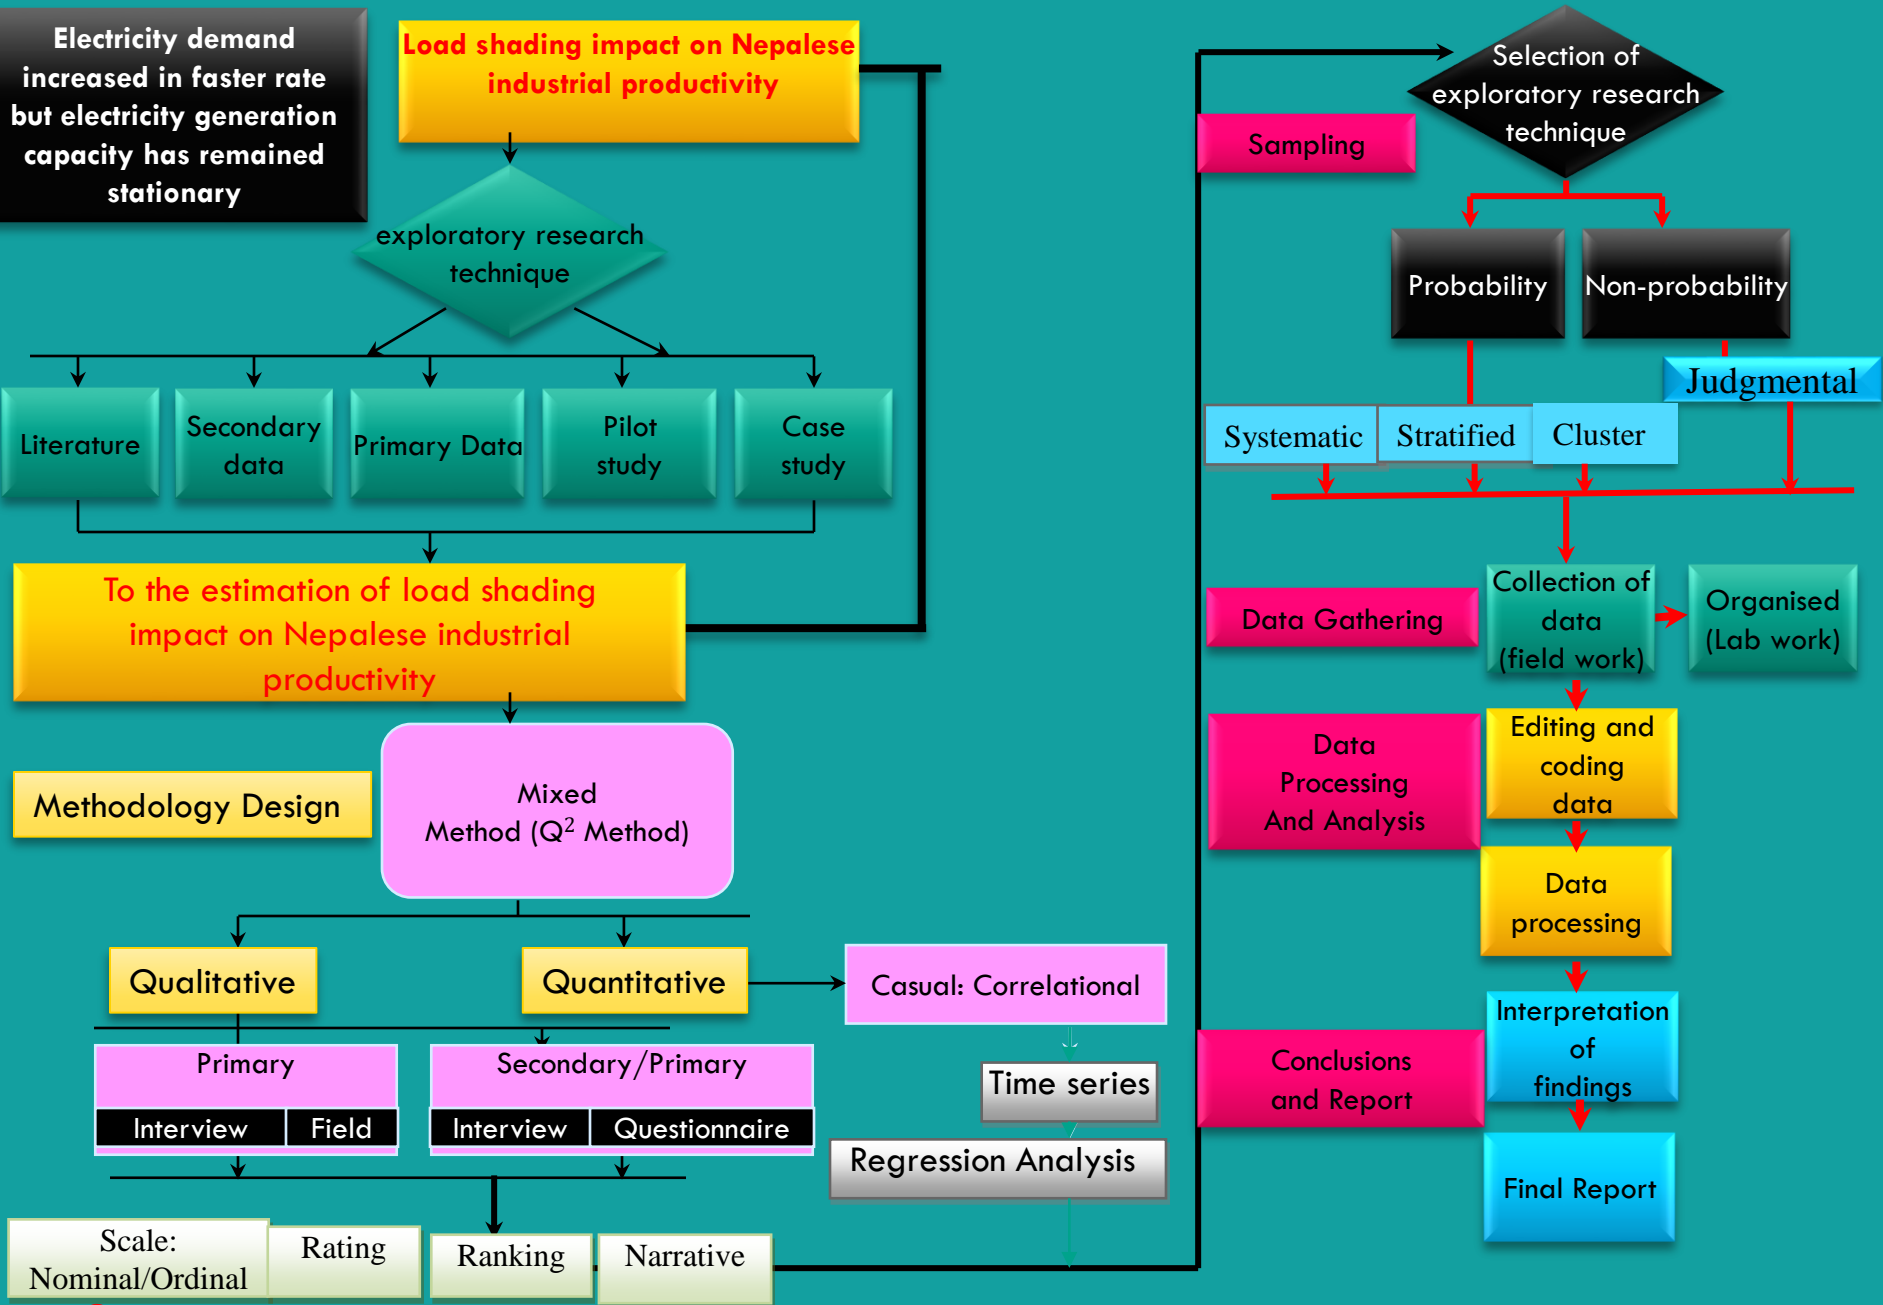 Electricity demand
increased in faster rate
but electricity generation
capacity has remained
stationary
Load shading impact on Nepalese
industrial productivity
exploratory research
technique
Literature
Secondary
data
Primary Data
Pilot
study
Case
study
To the estimation of load shading
impact on Nepalese industrial
productivity
Methodology Design
Mixed
Method (Q² Method)
Qualitative
Quantitative
Casual: Correlational
Primary
Interview
Field
Secondary/Primary
Interview
Questionnaire
Time series
Regression Analysis
Scale:
Nominal/Ordinal
Rating
Ranking
Narrative
Selection of
exploratory research
technique
Sampling
Probability
Non-probability
Judgmental
Systematic
Stratified
Cluster
Data Gathering
Collection of
data
(field work)
Organised
(Lab work)
Data
Processing
And Analysis
Editing and
coding
data
Data
processing
Conclusions
and Report
Interpretation
of
findings
Final Report